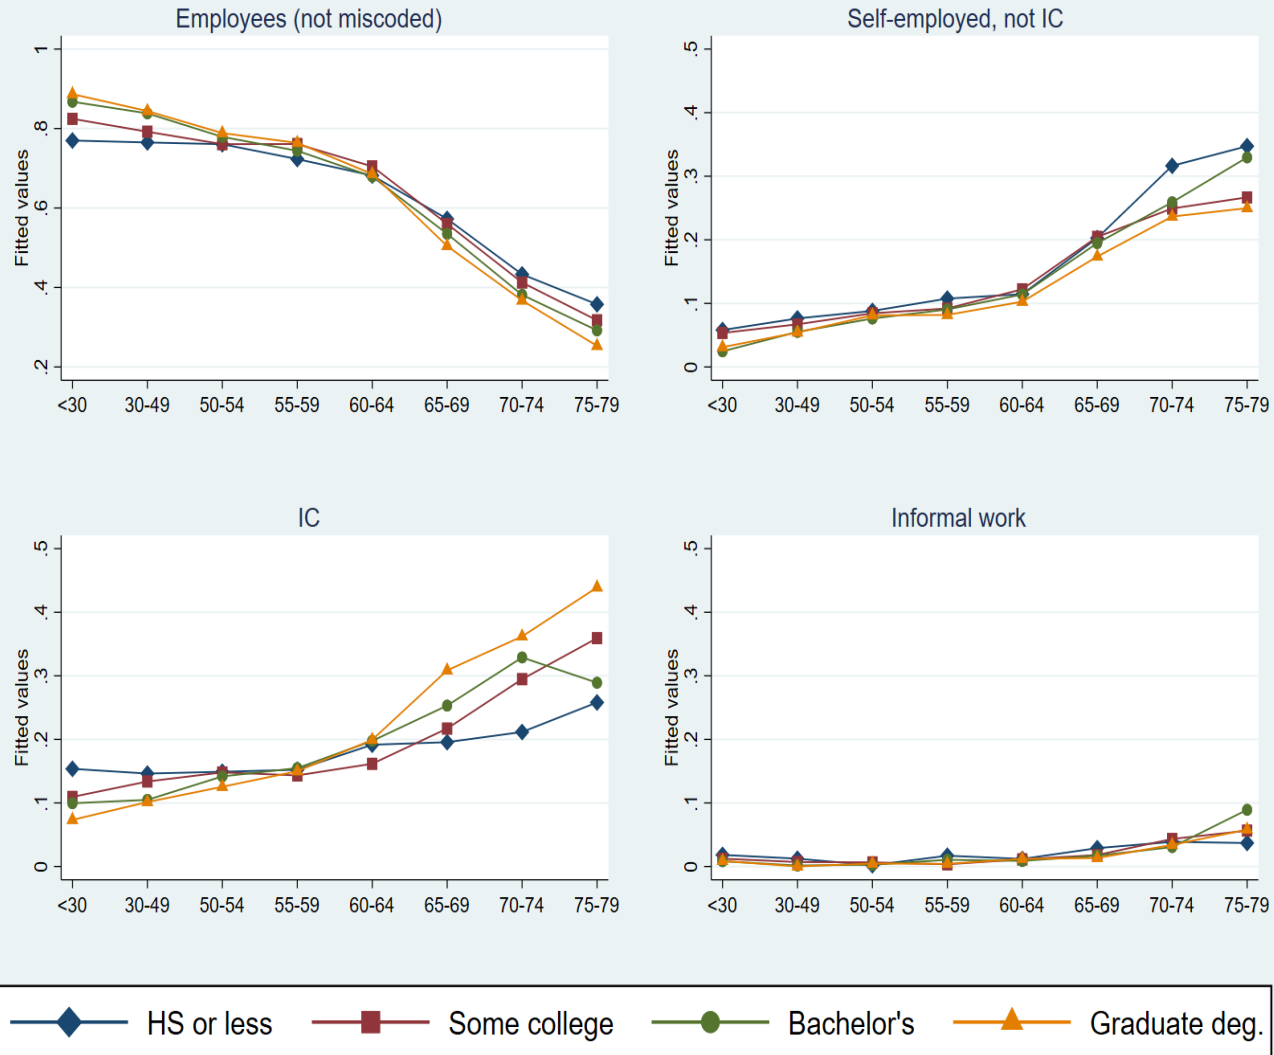 Employees (not miscoded)
Fitted values
1
.8
.6
.4
.2
<30 30-49 50-54 55-59 60-64 65-69 70-74 75-79
Self-employed, not IC
Fitted values
.5
.4
.3
.2
.1
0
<30 30-49 50-54 55-59 60-64 65-69 70-74 75-79
IC
Fitted values
.5
.4
.3
.2
.1
0
<30 30-49 50-54 55-59 60-64 65-69 70-74 75-79
Informal work
Fitted values
.5
.4
.3
.2
.1
0
<30 30-49 50-54 55-59 60-64 65-69 70-74 75-79
HS or less Some college Bachelor's Graduate deg.